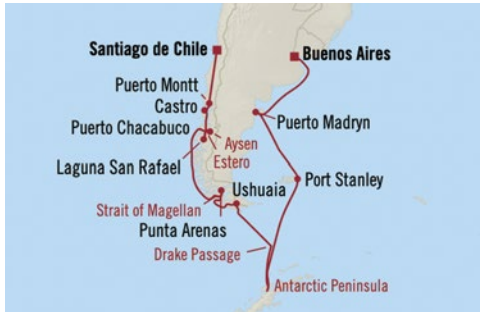 Santiago de Chile
Buenos Aires
Puerto Montt
Castro
Puerto Chacabuco
Puerto Madryn
Aysen
Estero
Laguna San Rafael
Ushuaia
Port Stanley
Strait of Magellan
Punta Arenas
Drake Passage
Antarctic Peninsula